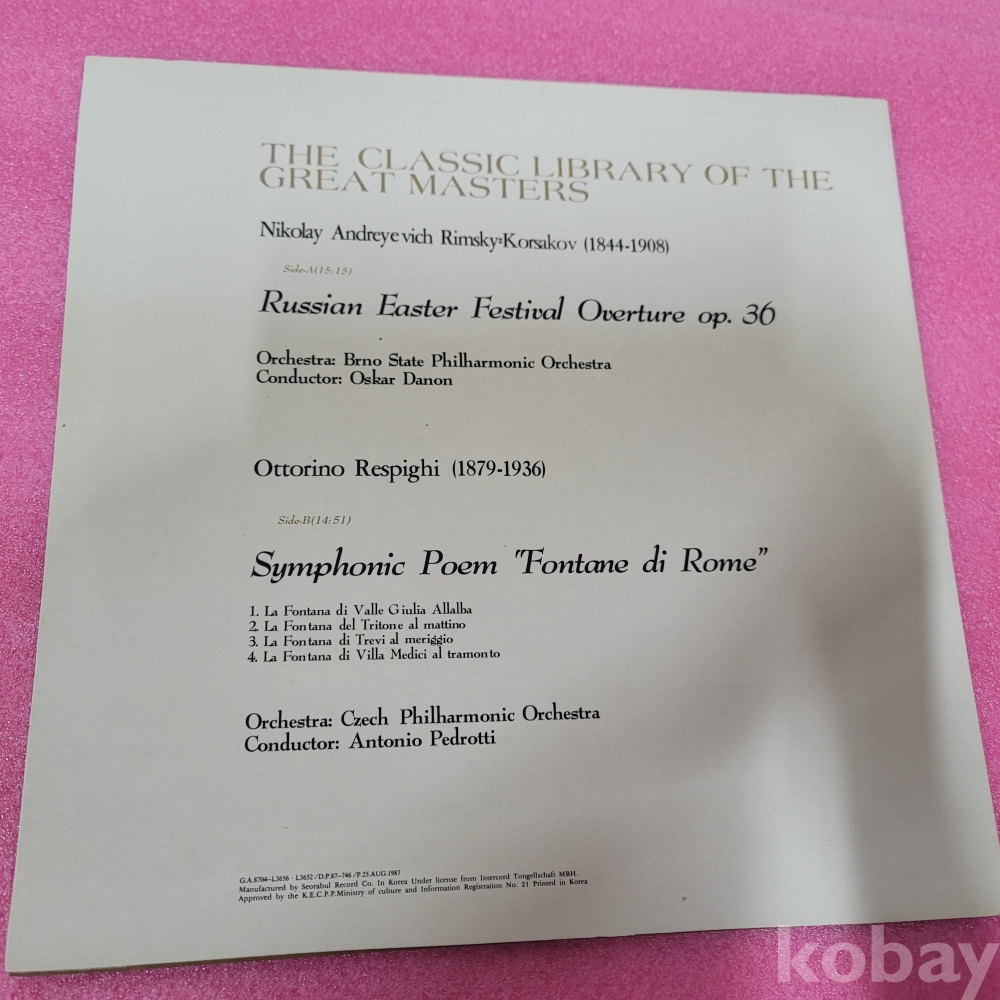 THE CLASSIC LIBRARY OF THE
GREAT MASTERS
Nikolay Andreyevich Rimsky-Korsakov (1844-1908)
Side-A(15:15)
Russian Easter Festival Overture op. 36
Orchestra: Brno State Philharmonic Orchestra
Conductor: Oskar Danon
Ottorino Respighi (1879-1936)
Side-B(14:51)
Symphonic Poem "Fontane di Rome"
1. La Fontana di Valle Giulia Allalba
2. La Fontana del Tritone al mattino
3. La Fontana di Trevi al meriggio
4. La Fontana di Villa Medici al tramonto
Orchestra: Czech Philharmonic Orchestra
Conductor: Antonio Pedrotti
G.A.8704-L3656 · L3652/D.P.87-746/P.25.AUG.1987
Manufactured by Seorabul Record Co. In Korea Under license from Intercord Tongellschaft MBH.
Approved by the K.E.C.P.P.Ministry of culture and Information Registration No. 21 Printed in Korea
kobay